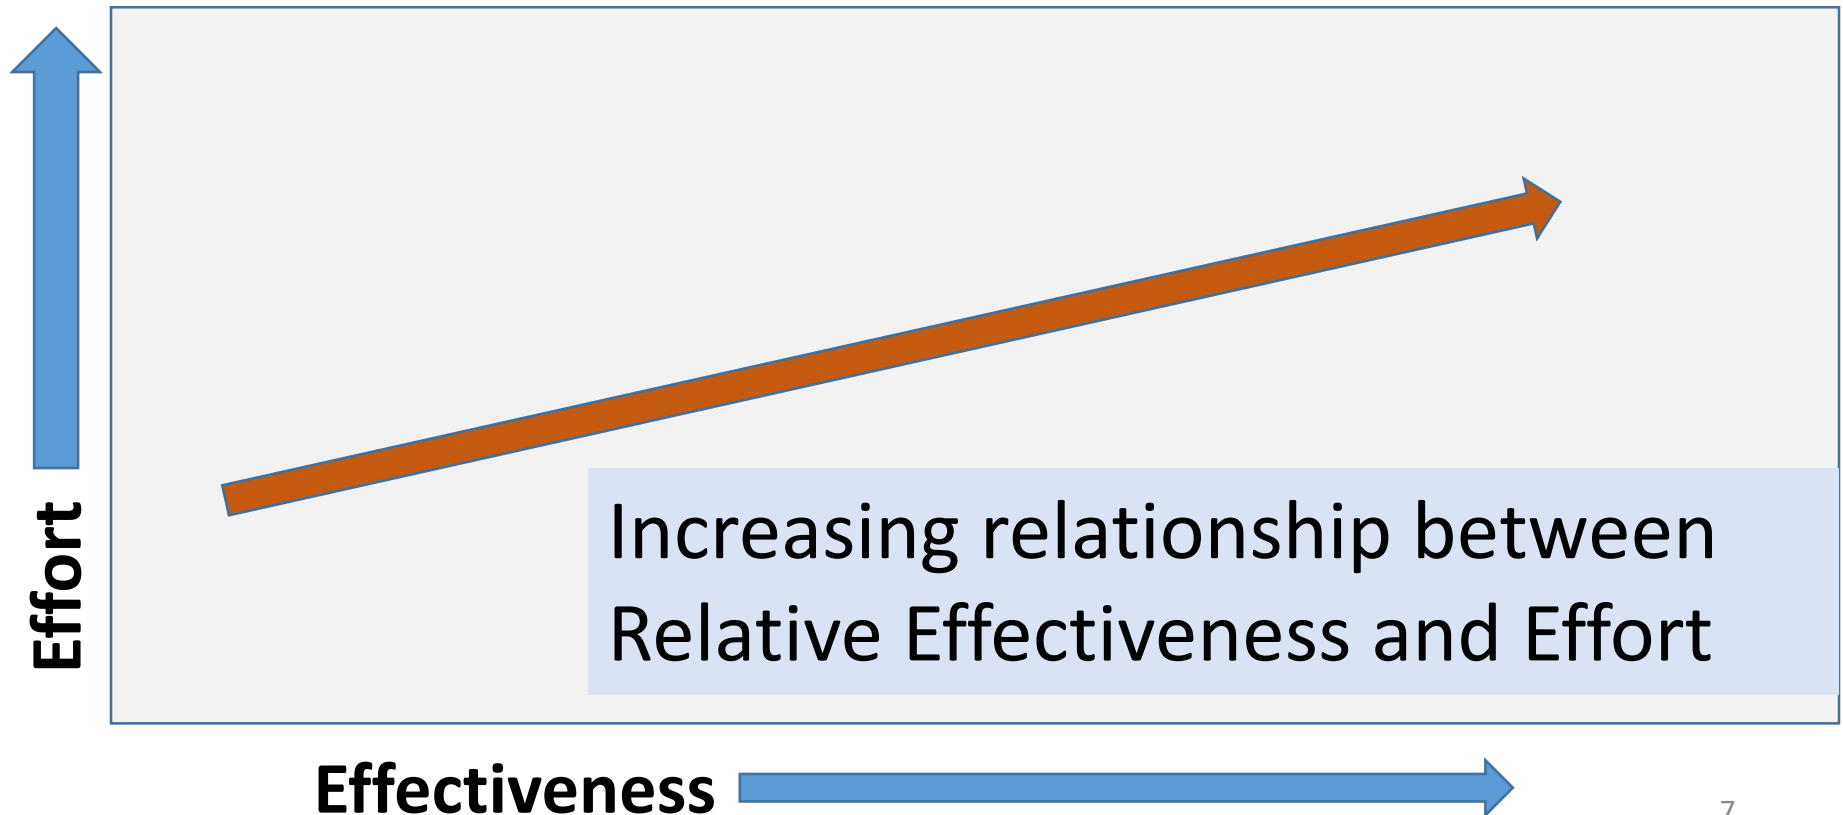 Effort
Increasing relationship between
Relative Effectiveness and Effort
Effectiveness
7